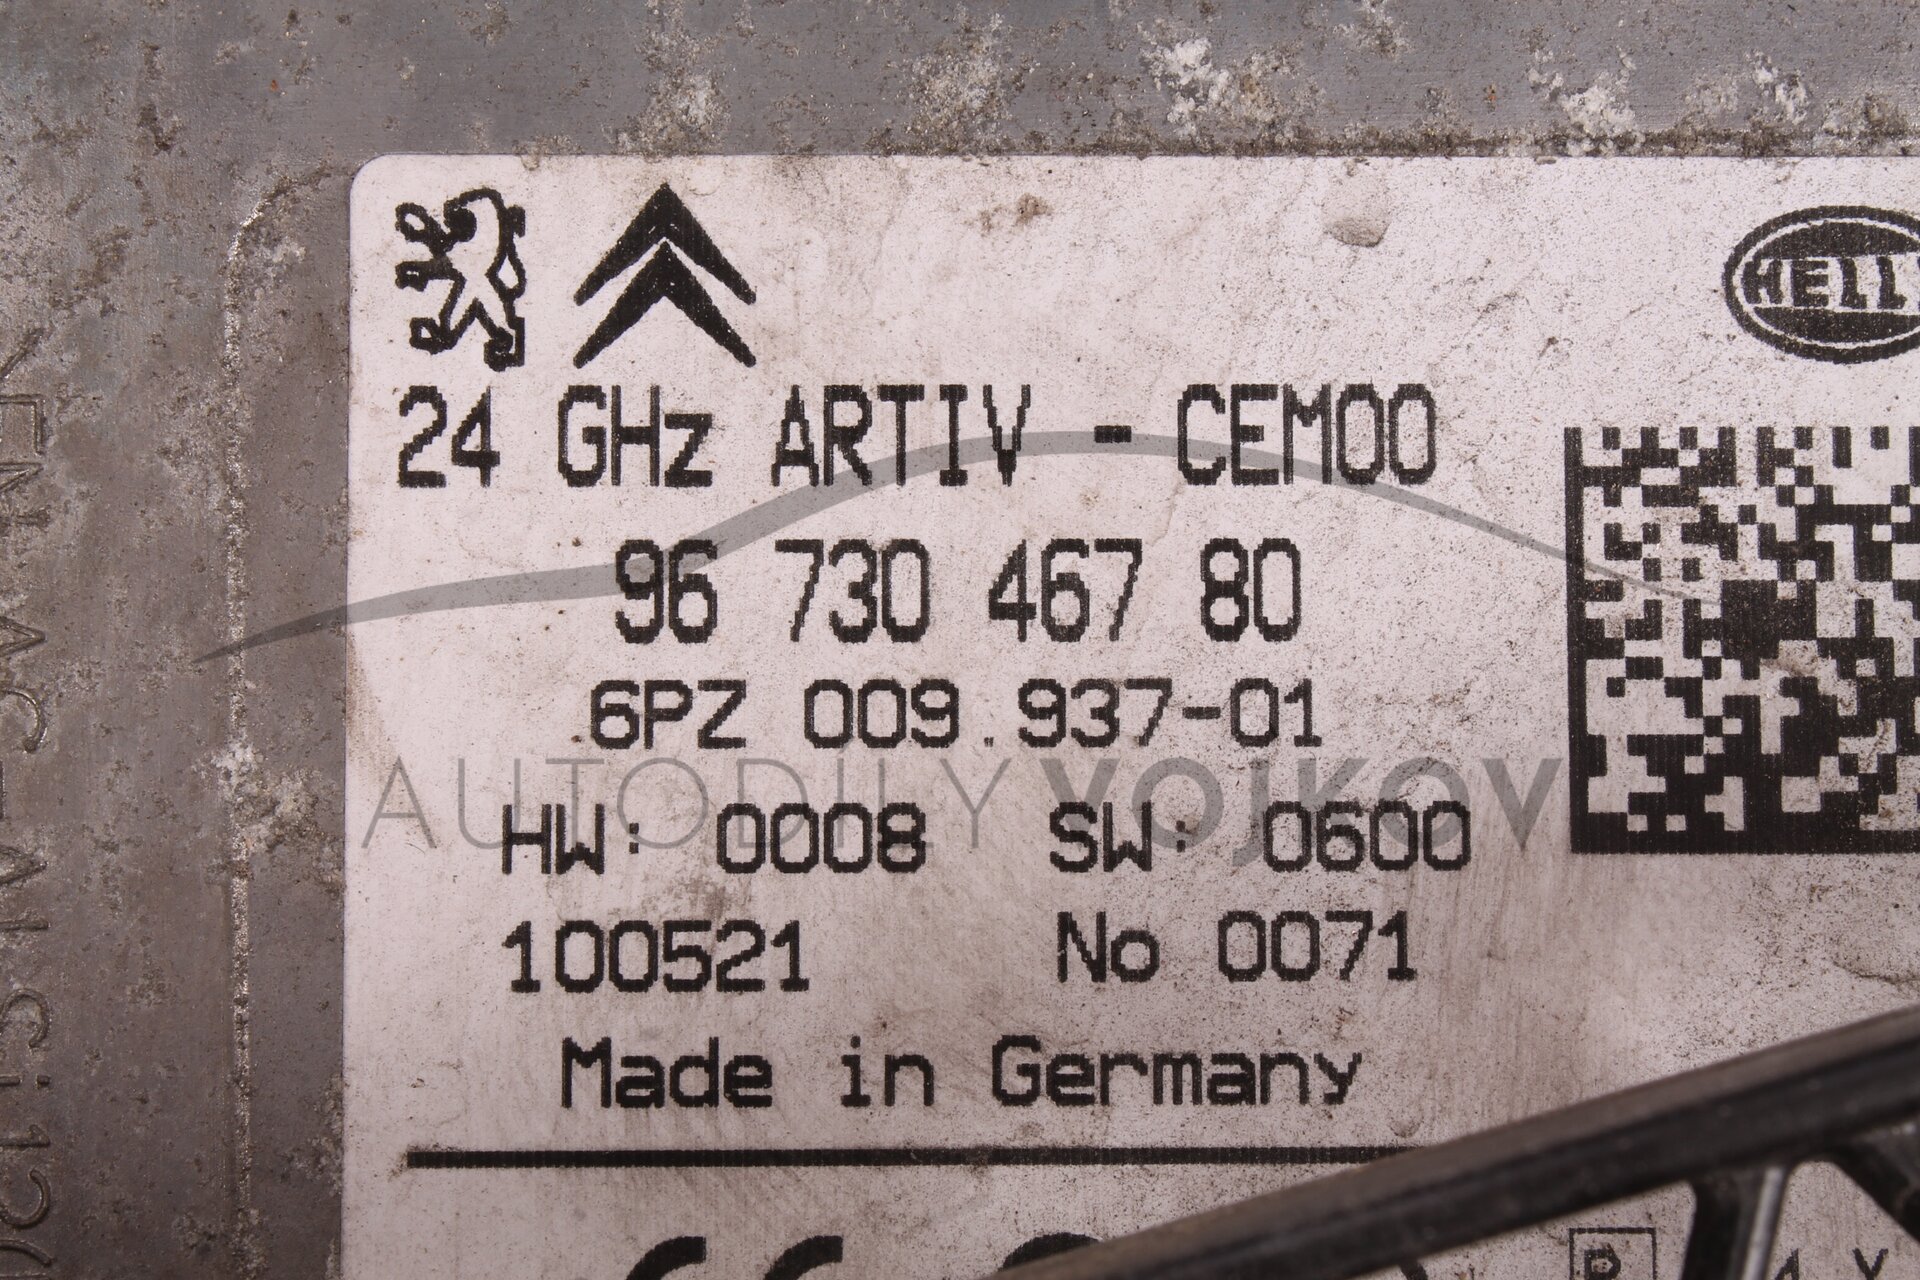 HELL
24 GHz ARTIV - CEM00
96 730 467 80
6PZ 009.937-01
AUTODILY VOJKOV
HW: 0008 SW: 0600
100521 No 0071
Made in Germany
CE